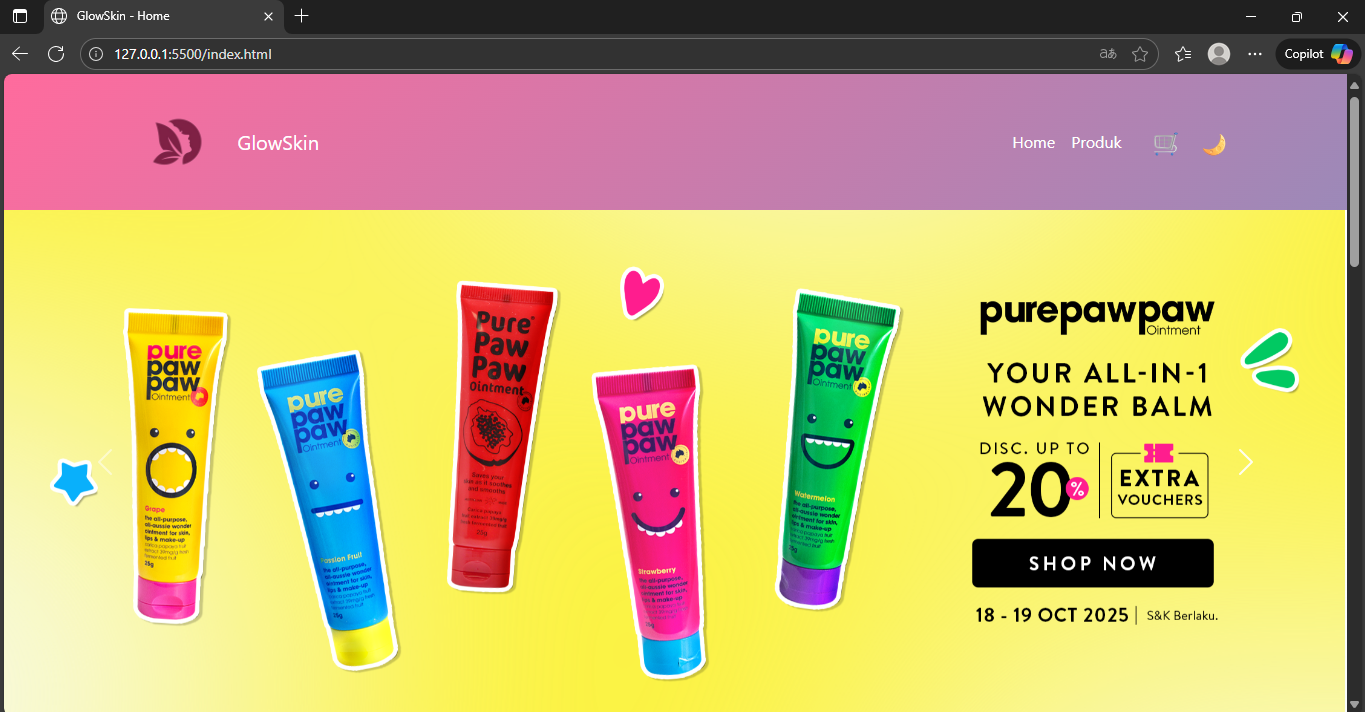 GlowSkin - Home
127.0.0.1:5500/index.html
Copilot
GlowSkin
Home Produk
purepawpaw
Ointment
YOUR ALL-IN-1
WONDER BALM
DISC. UP TO
20%
EXTRA
VOUCHERS
SHOP NOW
18 - 19 OCT 2025
S&K Berlaku.
pure
paw
paw
Ointment
Grape
the all-purpose,
all-aussie wonder
ointment for skin,
lips & make-up
25g
pure
paw
paw
Ointment
Passion Fruit
the all-purpose,
all-aussie wonder
ointment for skin,
lips & make-up
25g
Pure
Paw
Paw
Ointment
25g
pure
paw
paw
Ointment
Strawberry
the all-purpose,
all-aussie wonder
ointment for skin,
lips & make-up
25g
pure
paw
paw
Ointment
Watermelon
the all-purpose,
all-aussie wonder
ointment for skin,
lips & make-up
25g